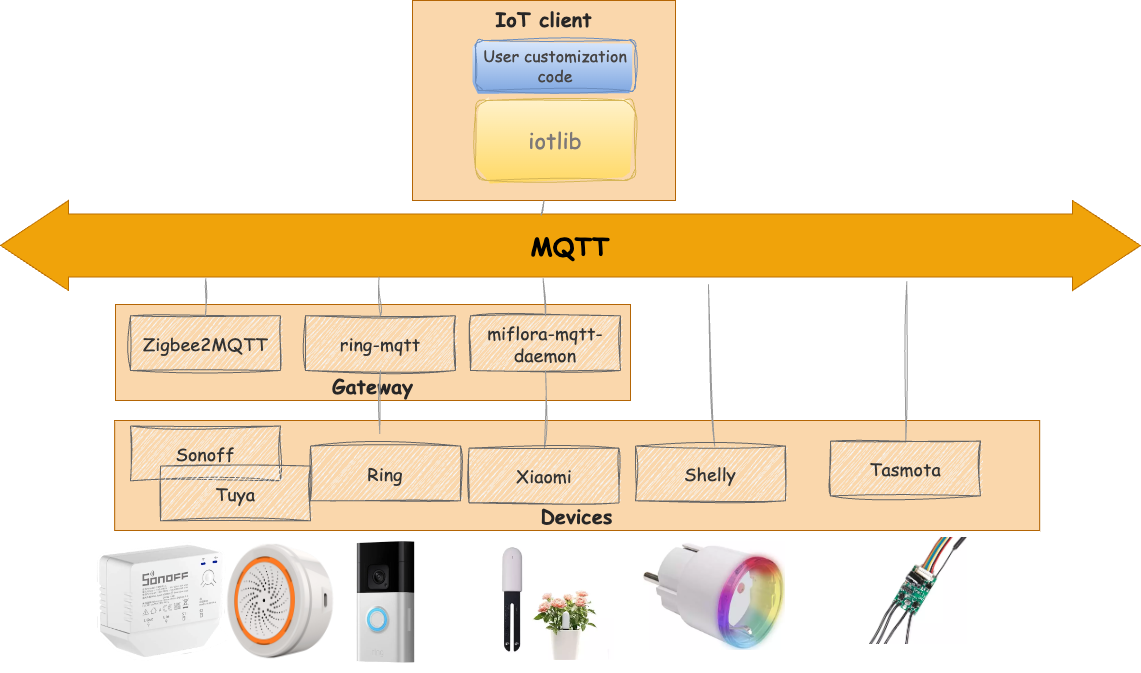 IoT client
User customization
code
iotlib
MQTT
Zigbee2MQTT
ring-mqtt
miflora-mqtt-
daemon
Gateway
Sonoff
Tuya
Ring
Xiaomi
Shelly
Tasmota
Devices
SONOFF